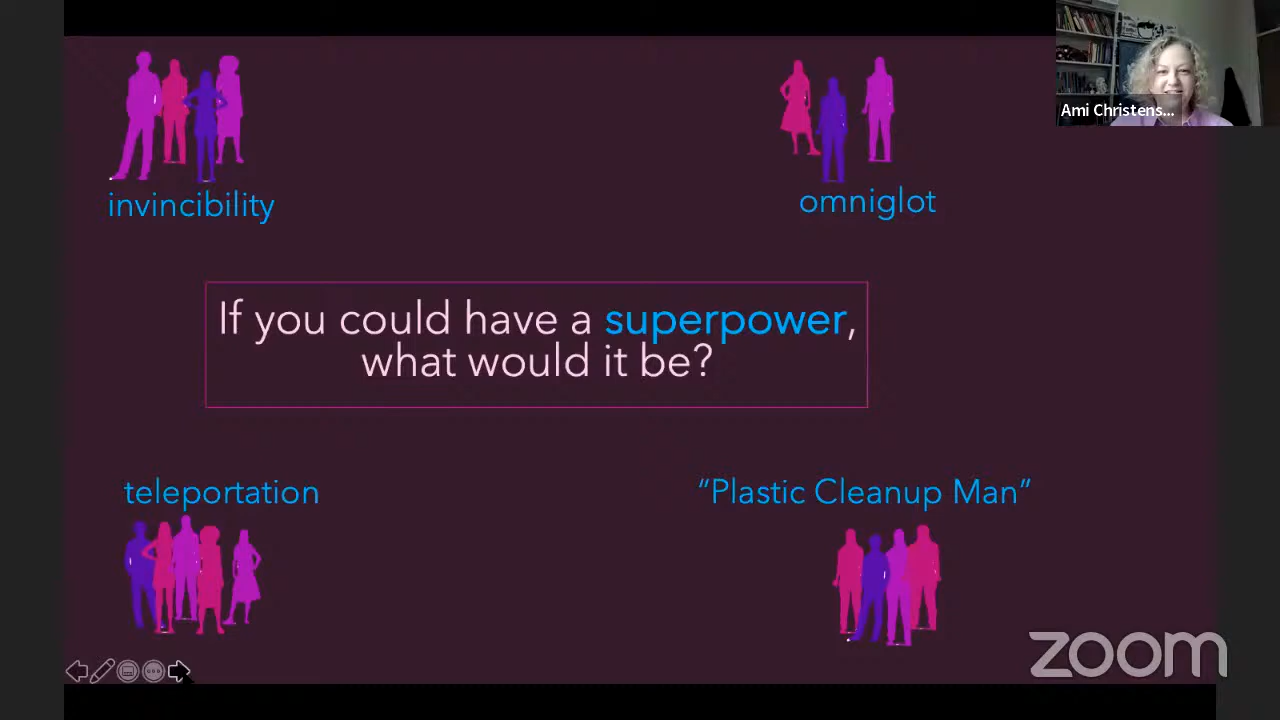 Ami Christens...
invincibility
omniglot
If you could have a superpower,
what would it be?
teleportation
“Plastic Cleanup Man”
zoom